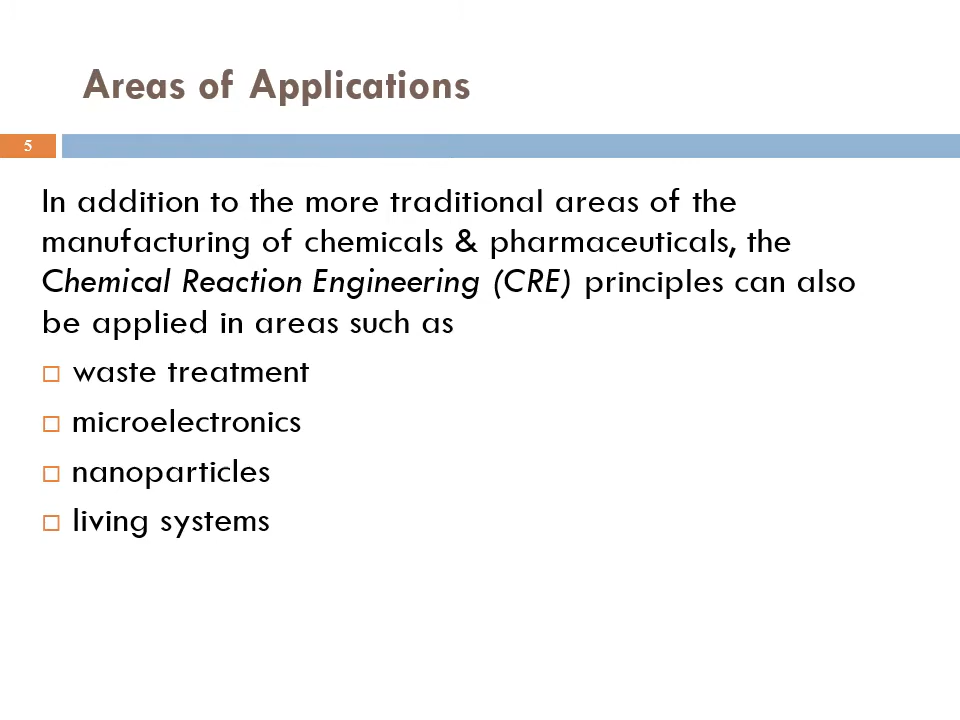 Areas of Applications
5
In addition to the more traditional areas of the
manufacturing of chemicals & pharmaceuticals, the
Chemical Reaction Engineering (CRE) principles can also
be applied in areas such as
waste treatment
microelectronics
nanoparticles
living systems